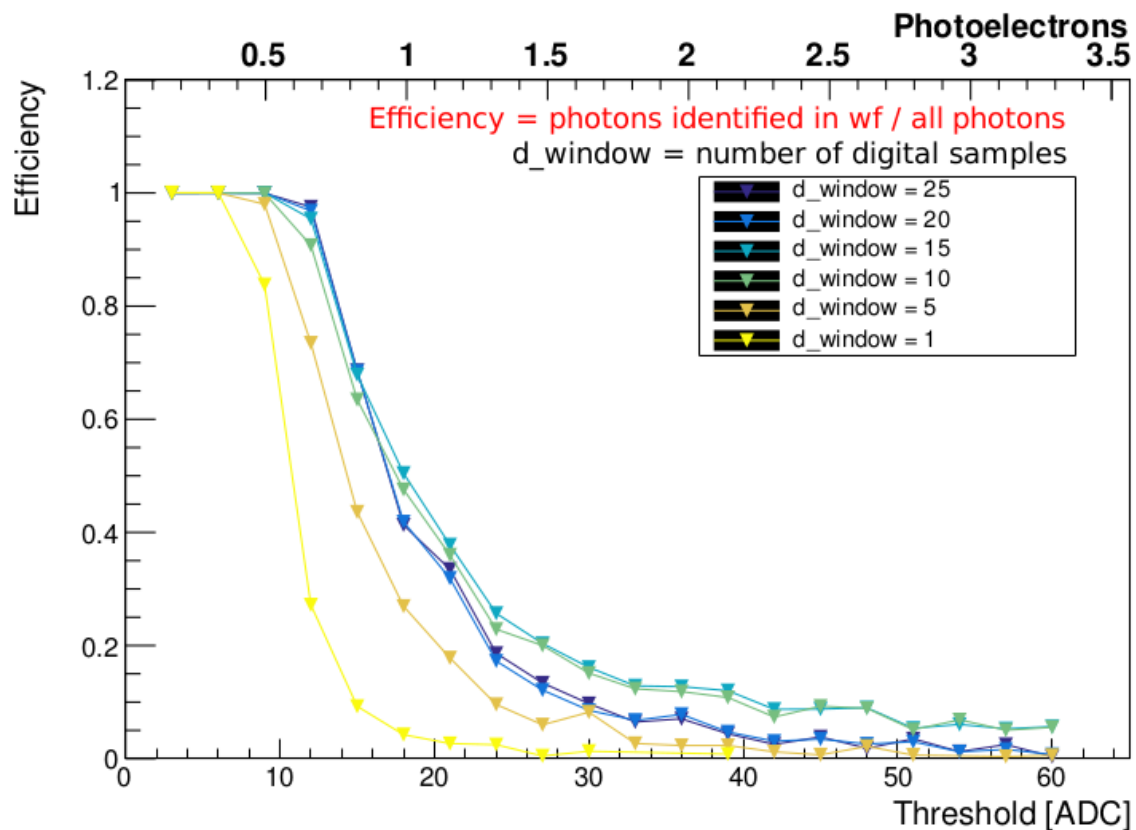 Photoelectrons
0.5 1 1.5 2 2.5 3 3.5
Efficiency
1.2
1
0.8
0.6
0.4
0.2
0
Efficiency = photons identified in wf / all photons
d_window = number of digital samples
d_window = 25
d_window = 20
d_window = 15
d_window = 10
d_window = 5
d_window = 1
0 10 20 30 40 50 60
Threshold [ADC]